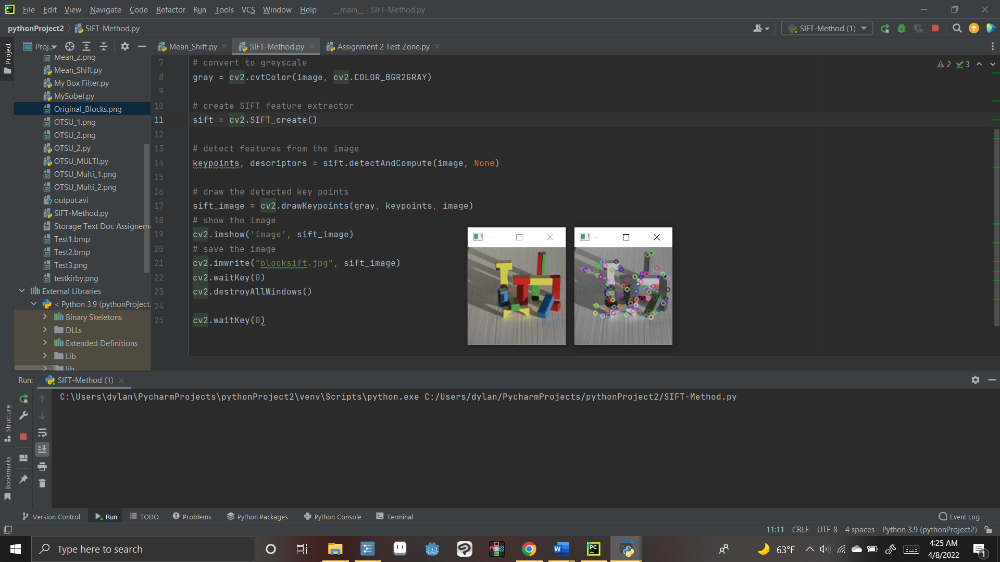 File Edit View Navigate Code Refactor Run Tools VCS Window Help __main__ - SIFT-Method.py
pythonProject2 SIFT-Method.py SIFT-Method (1)
Project
Proj... Mean_Shift.py SIFT-Method.py Assignment 2 Test Zone.py
Mean_2.png
Mean_Shift.py
My Box Filter.py
MySobel.py
Original_Blocks.png
OTSU_1.png
OTSU_2.png
OTSU_2.py
OTSU_MULTI.py
OTSU_Multi_1.png
OTSU_Multi_2.png
output.avi
SIFT-Method.py
Storage Text Doc Assignem
Test1.bmp
Test2.bmp
Test3.png
testkirby.png
External Libraries
< Python 3.9 (pythonProject2
Binary Skeletons
DLLs
Extended Definitions
Lib
lib
2 3
7 # convert to greyscale
8 gray = cv2.cvtColor(image, cv2.COLOR_BGR2GRAY)
9
10 # create SIFT feature extractor
11 sift = cv2.SIFT_create()
12
13 # detect features from the image
14 keypoints, descriptors = sift.detectAndCompute(image, None)
15
16 # draw the detected key points
17 sift_image = cv2.drawKeypoints(gray, keypoints, image)
18 # show the image
19 cv2.imshow('image', sift_image)
20 # save the image
21 cv2.imwrite("blocksift.jpg", sift_image)
22 cv2.waitKey(0)
23 cv2.destroyAllWindows()
24
25 cv2.waitKey(0)
Run: SIFT-Method (1)
C:\Users\dylan\PycharmProjects\pythonProject2\venv\Scripts\python.exe C:/Users/dylan/PycharmProjects/pythonProject2/SIFT-Method.py
Structure
Bookmarks
Version Control Run TODO Problems Python Packages Python Console Terminal Event Log
11:11 CRLF UTF-8 4 spaces Python 3.9 (pythonProject2)
Type here to search
63°F
4:25 AM
4/8/2022
1